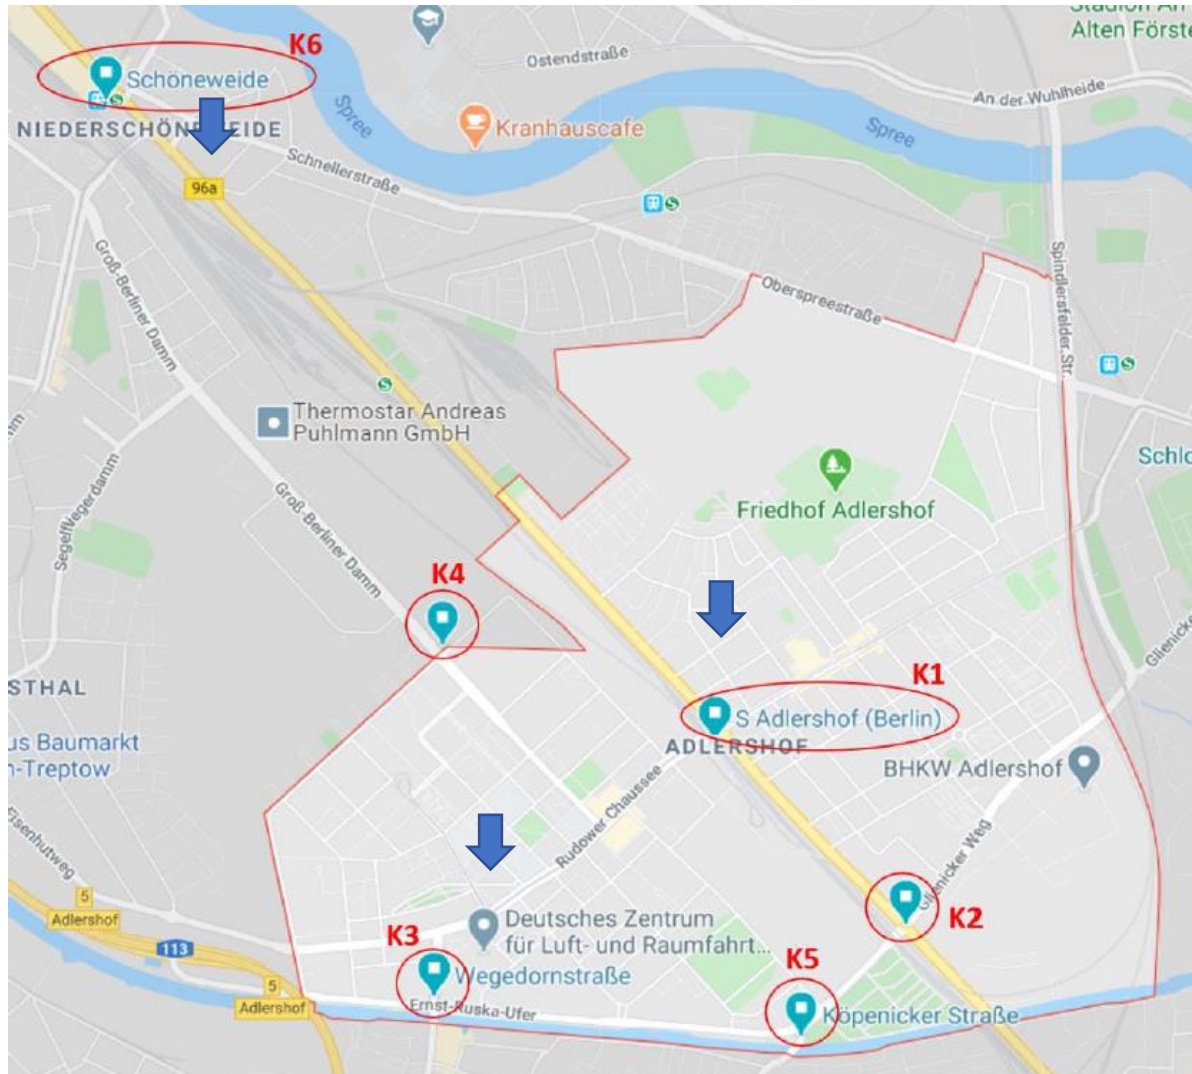 Alten Förste
K6
Schöneweide
NIEDERSCHÖNEWEIDE
Ostendstraße
An der Wuhlheide
Spree
Kranhauscafe
Spree
Schnellerstraße
96a
Groß-Berliner Damm
Spindlersfelder Str.
Oberspreestraße
Thermostar Andreas
Puhlmann GmbH
Segelfliegerdamm
Schlo
Friedhof Adlershof
Groß-Berliner Damm
K4
Glienicke
K1
STHAL
S Adlershof (Berlin)
ADLERSHOF
us Baumarkt
n-Treptow
BHKW Adlershof
Rudower Chaussee
Eisenhutweg
Glienicker Weg
5
Adlershof
113
Deutsches Zentrum
für Luft- und Raumfahrt...
K2
K3
Wegedornstraße
K5
5
Adlershof
Ernst-Ruska-Ufer
Köpenicker Straße